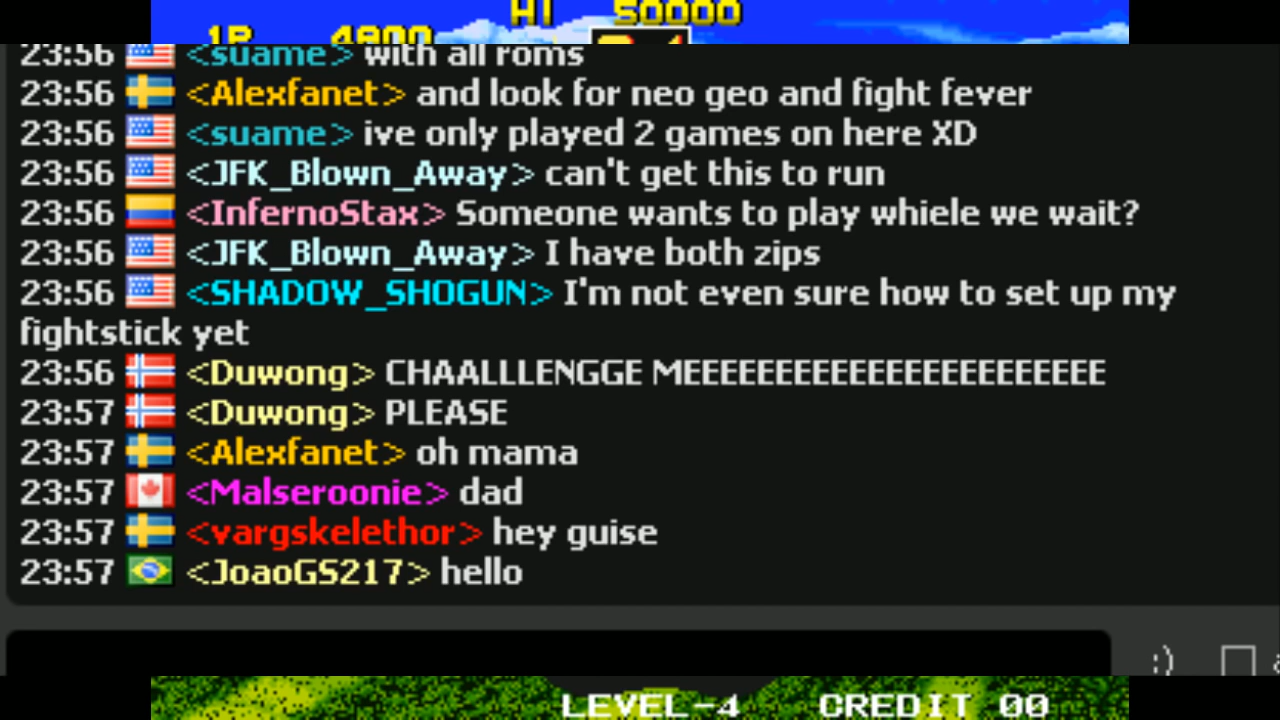 HI 50000
1P 4800
23:56 <suame> with all roms
23:56 <Alexfanet> and look for neo geo and fight fever
23:56 <suame> ive only played 2 games on here XD
23:56 <JFK_Blown_Away> can't get this to run
23:56 <InfernoStax> Someone wants to play whiele we wait?
23:56 <JFK_Blown_Away> I have both zips
23:56 <SHADOW_SHOGUN> I'm not even sure how to set up my
fightstick yet
23:56 <Duwong> CHAALLLENGGE MEEEEEEEEEEEEEEEEEEEEEEE
23:57 <Duwong> PLEASE
23:57 <Alexfanet> oh mama
23:57 <Malseroonie> dad
23:57 <vargskelethor> hey guise
23:57 <JoaoGS217> hello
:)
LEVEL-4 CREDIT 00